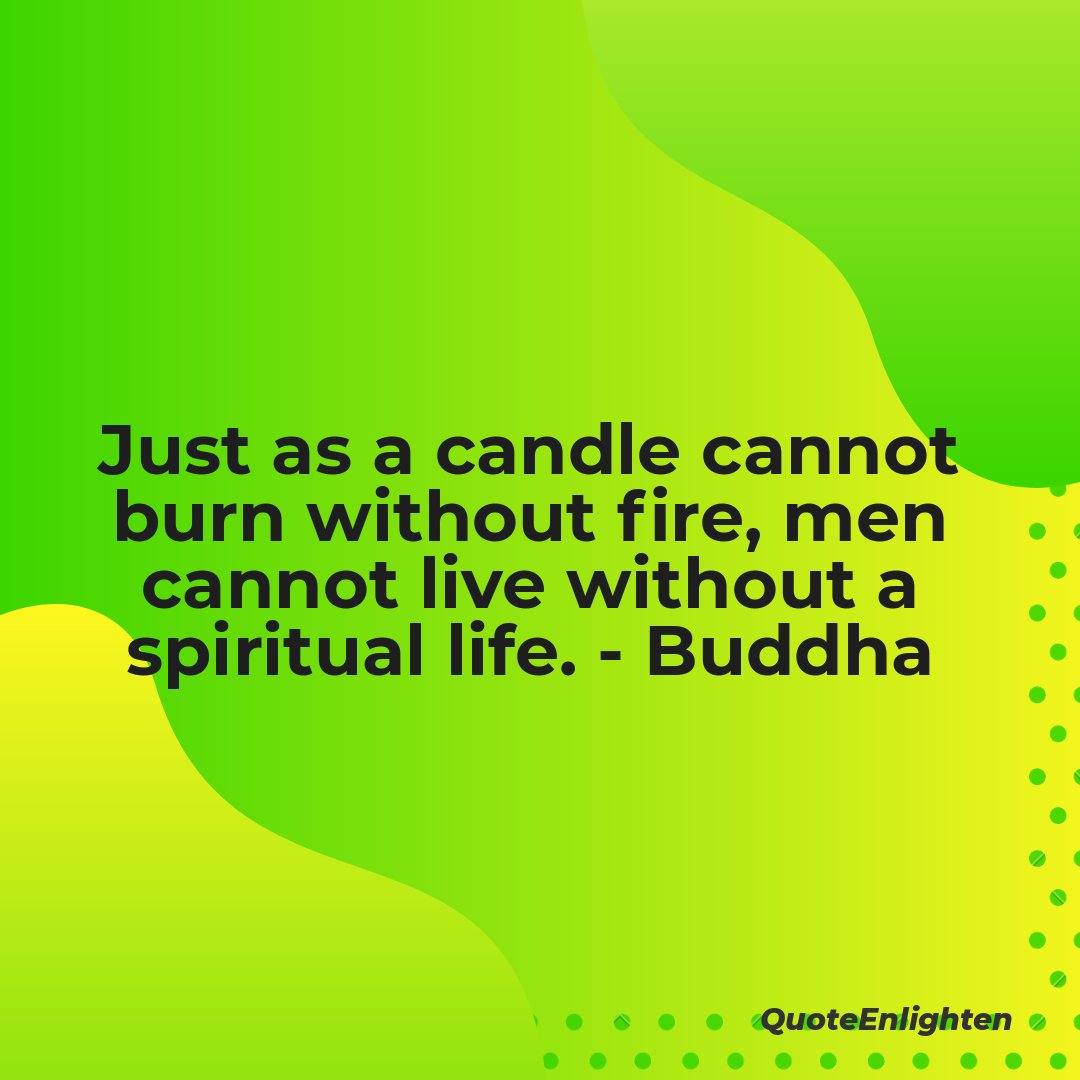 Just as a candle cannot
burn without fire, men
cannot live without a
spiritual life. - Buddha
QuoteEnlighten